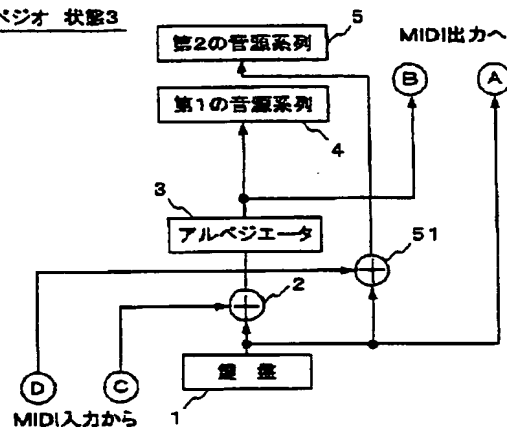 ペジオ 状態3
5
第2の音源系列
MIDI出力へ
B
A
第1の音源系列
4
3
アルペジエータ
51
2
D
C
鍵 盤
1
MIDI入力から